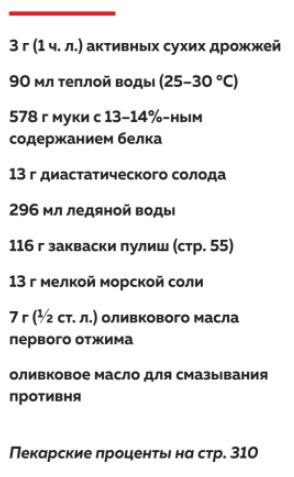 3 г (1 ч. л.) активных сухих дрожжей
90 мл теплой воды (25–30 °C)
578 г муки с 13–14%-ным
содержанием белка
13 г диастатического солода
296 мл ледяной воды
116 г закваски пулиш (стр. 55)
13 г мелкой морской соли
7 г (½ ст. л.) оливкового масла
первого отжима
оливковое масло для смазывания
противня
Пекарские проценты на стр. 310